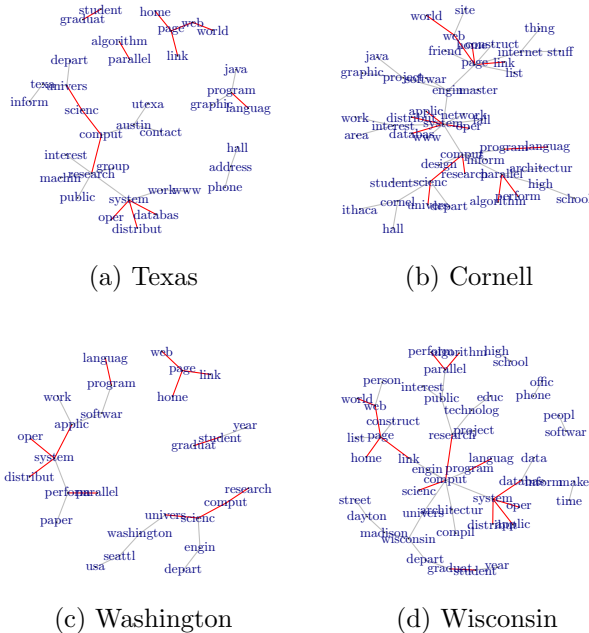 student
graduat
home
page
web
world
link
algorithm
parallel
depart
texa
univers
inform
scienc
utexa
austin
contact
comput
java
program
graphic
languag
interest
group
machin
research
public
hall
address
phone
system
work
www
oper
databas
distribut
(a) Texas
site
world
web
thing
home
construct
friend
page
link
internet
stuff
list
java
graphic
project
softwar
engin
master
applic
work
distribut
network
interest
system
fall
oper
area
databas
www
program
languag
comput
inform
design
research
parallel
architectur
student
scienc
high
perform
school
cornel
univers
depart
algorithm
ithaca
hall
(b) Cornell
languag
web
page
link
program
home
work
softwar
applic
oper
year
student
graduat
system
distribut
perform
parallel
research
comput
paper
univers
scienc
washington
engin
seattl
usa
depart
(c) Washington
perform
algorithm
high
parallel
school
person
interest
offic
world
public
educ
phone
web
technolog
peopl
construct
project
list
page
research
softwar
home
link
languag
data
engin
program
comput
databas
inform
make
scienc
street
system
oper
time
univers
architectur
dayton
distribut
applic
madison
compil
wisconsin
depart
graduat
student
year
(d) Wisconsin